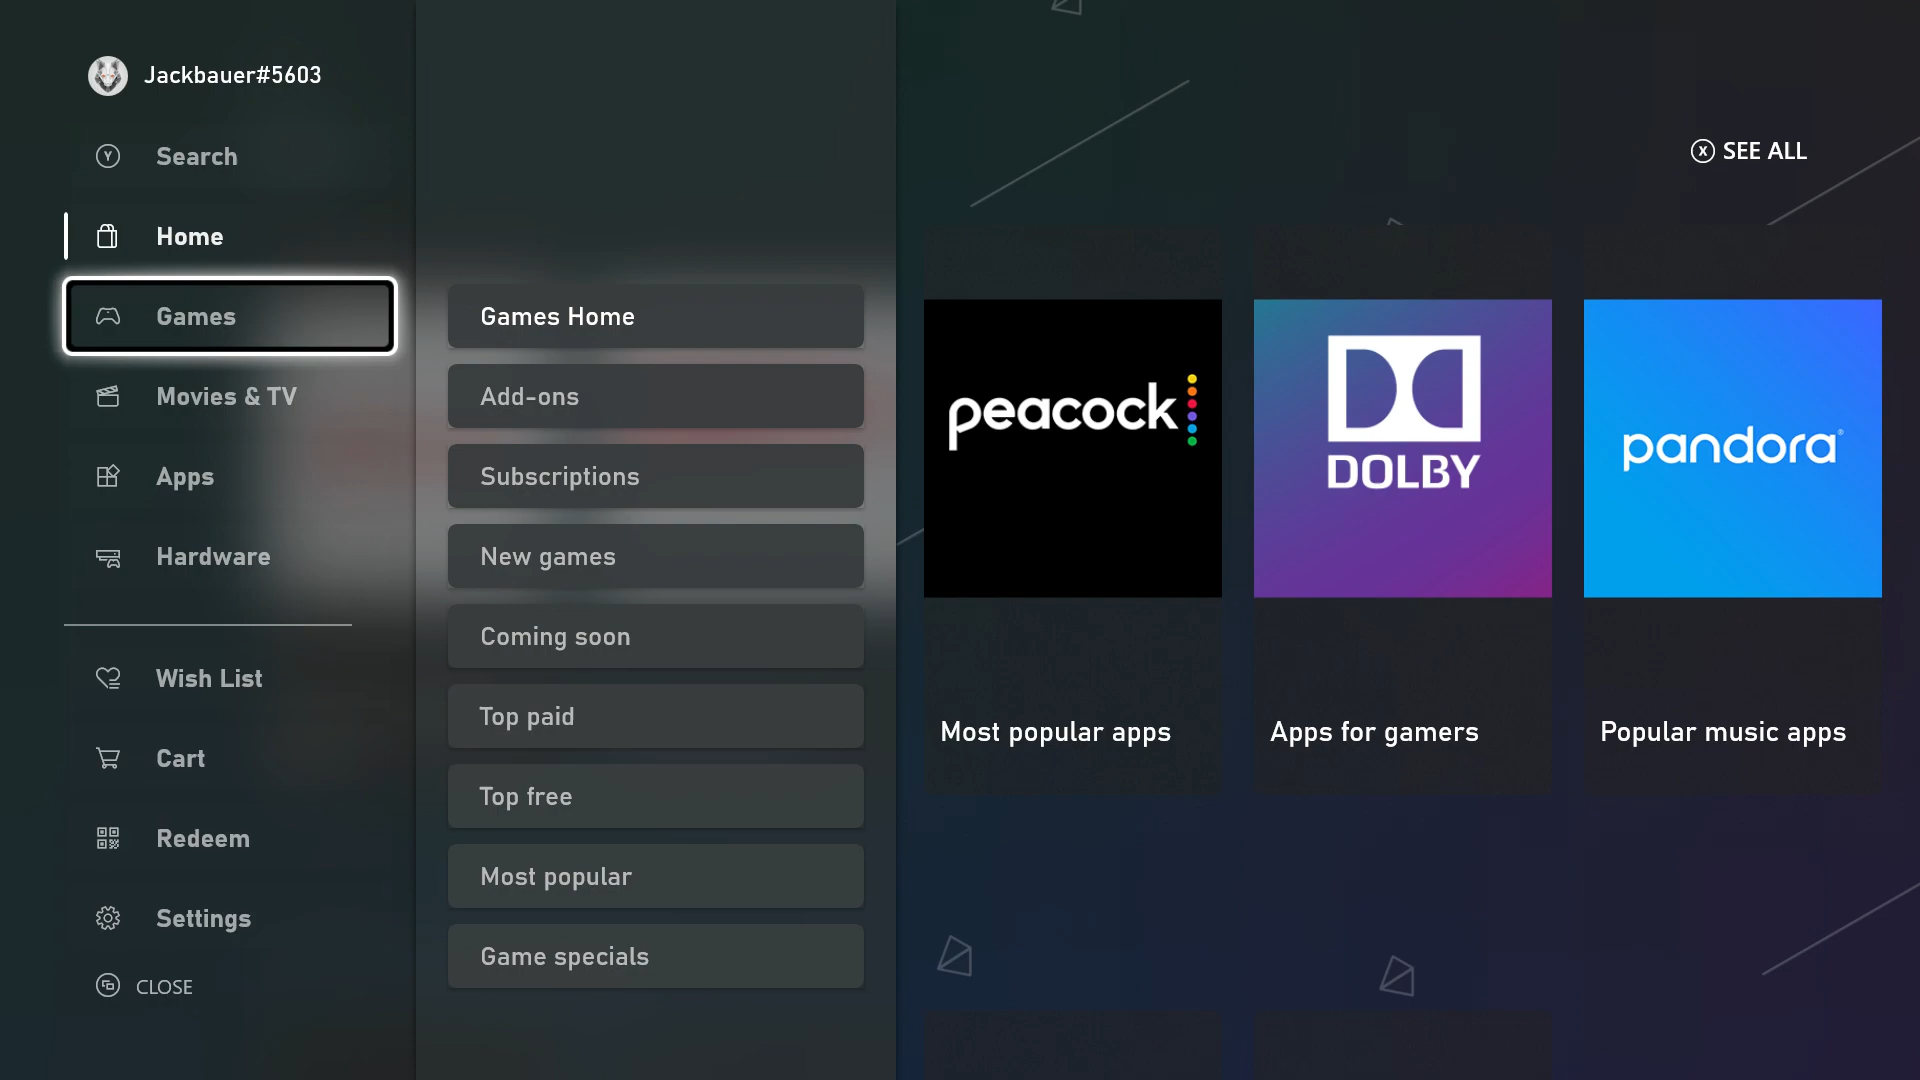 Jackbauer#5603
Y Search
Home
Games
Movies & TV
Apps
Hardware
Wish List
Cart
Redeem
Settings
CLOSE
Games Home
Add-ons
Subscriptions
New games
Coming soon
Top paid
Top free
Most popular
Game specials
X SEE ALL
peacock
DOLBY
pandora®
Most popular apps
Apps for gamers
Popular music apps